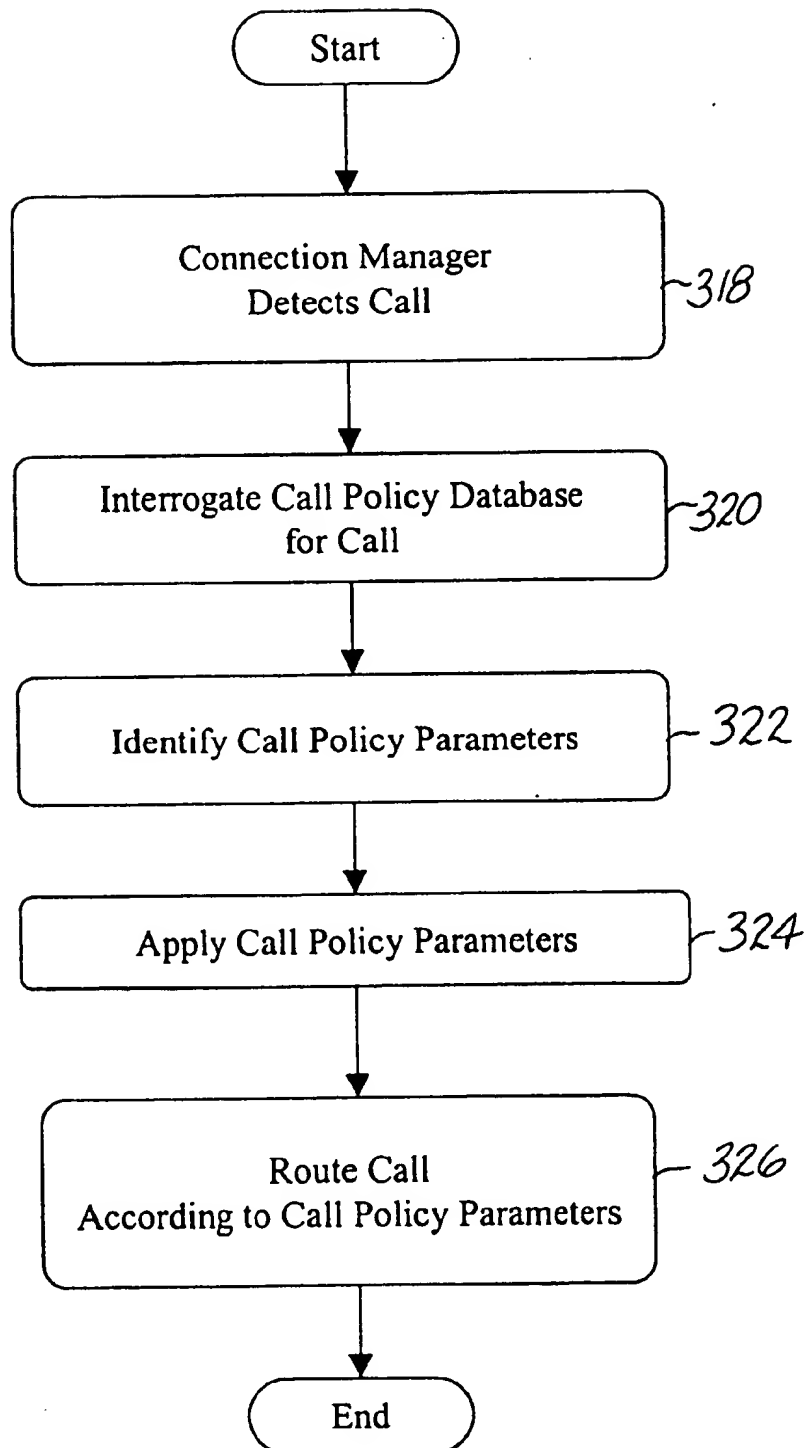 Start
Connection Manager
Detects Call
318
Interrogate Call Policy Database
for Call
320
Identify Call Policy Parameters
322
Apply Call Policy Parameters
324
Route Call
According to Call Policy Parameters
326
End